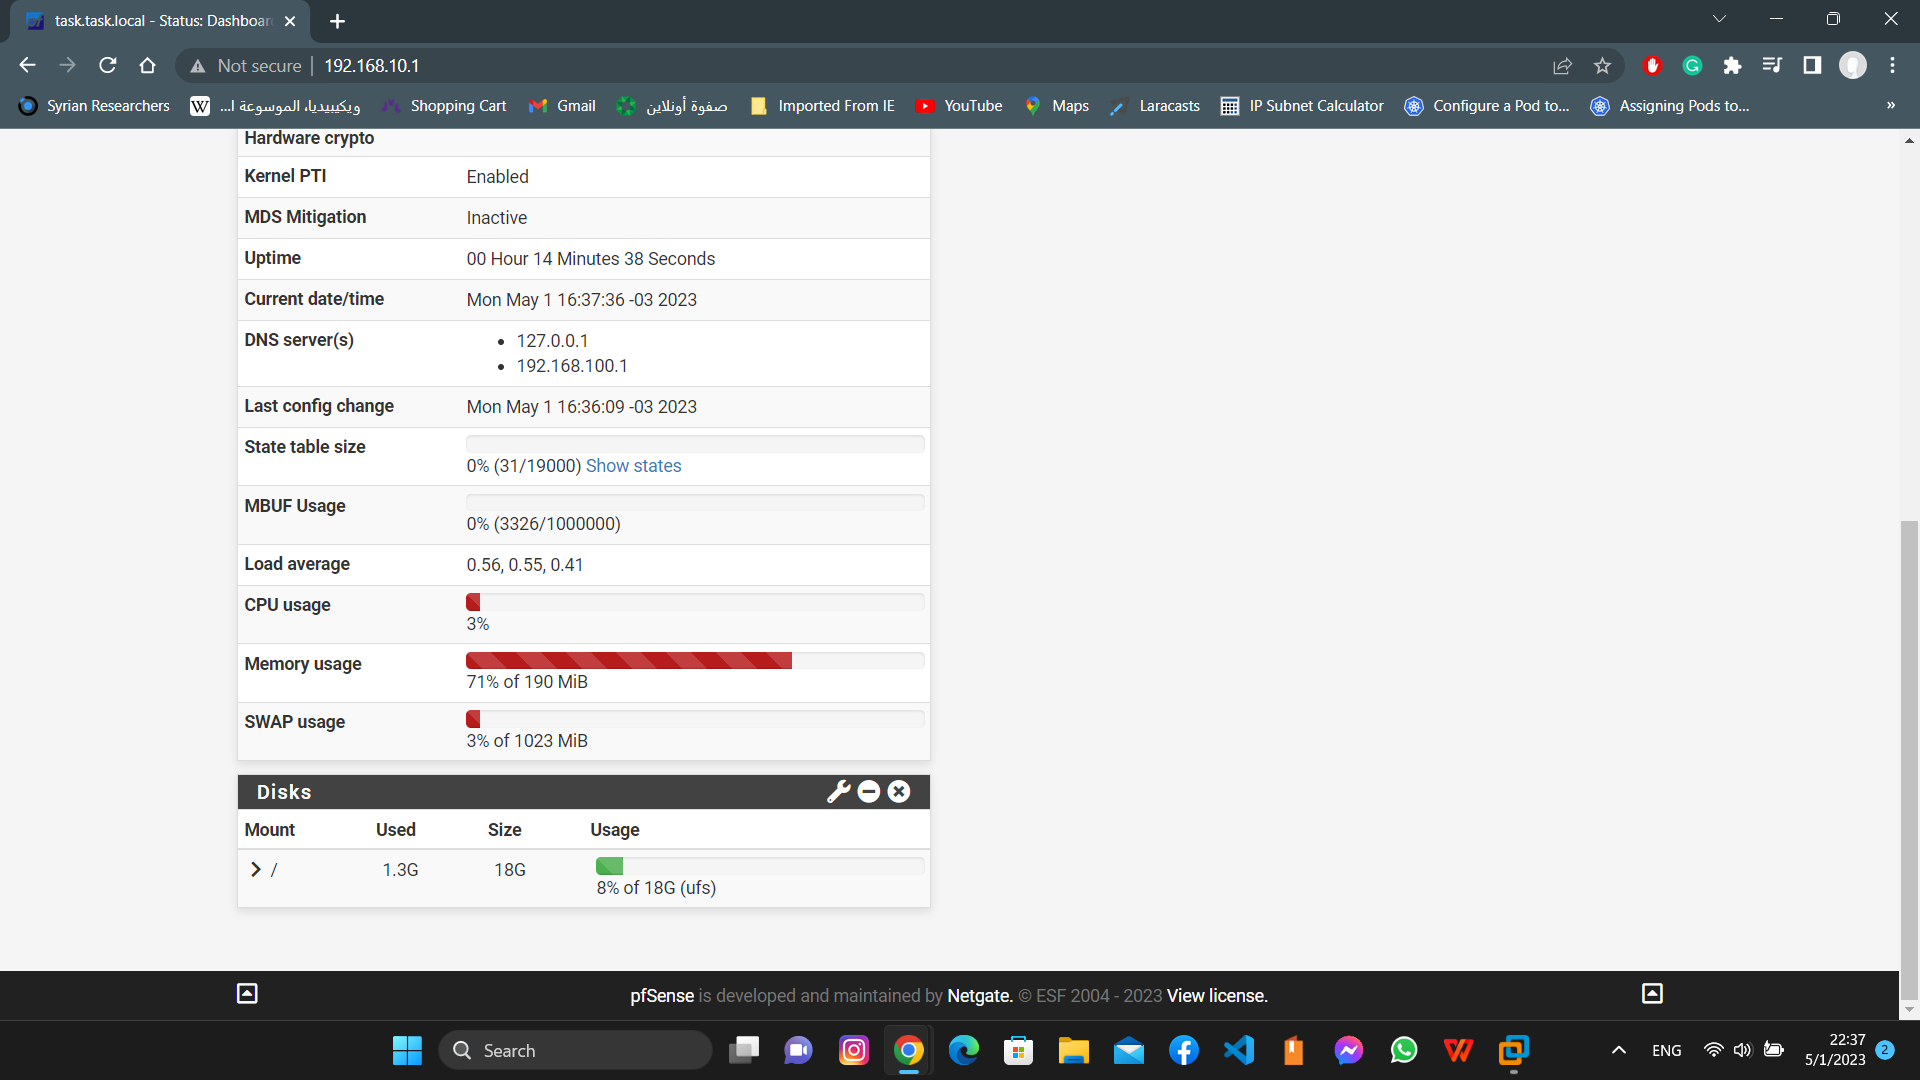 task.task.local - Status: Dashboar
Not secure
192.168.10.1
Syrian Researchers
ويكيبيديا، الموسوعة ا...
Shopping Cart
Gmail
صفوة أونلاين
Imported From IE
YouTube
Maps
Laracasts
IP Subnet Calculator
Configure a Pod to...
Assigning Pods to...
»
Hardware crypto
Kernel PTI Enabled
MDS Mitigation Inactive
Uptime 00 Hour 14 Minutes 38 Seconds
Current date/time Mon May 1 16:37:36 -03 2023
DNS server(s)
• 127.0.0.1
• 192.168.100.1
Last config change Mon May 1 16:36:09 -03 2023
State table size
0% (31/19000) Show states
MBUF Usage
0% (3326/1000000)
Load average 0.56, 0.55, 0.41
CPU usage
3%
Memory usage
71% of 190 MiB
SWAP usage
3% of 1023 MiB
Disks
Mount Used Size Usage
/ 1.3G 18G
8% of 18G (ufs)
pfSense is developed and maintained by Netgate. © ESF 2004 - 2023 View license.
Search
ENG
22:37
5/1/2023
2